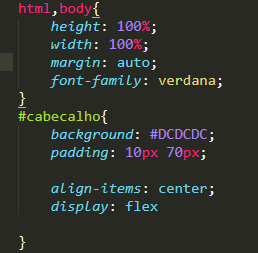 html,body{
height: 100%;
width: 100%;
margin: auto;
font-family: verdana;
}
#cabecalho{
background: #DCDCDC;
padding: 10px 70px;
align-items: center;
display: flex
}